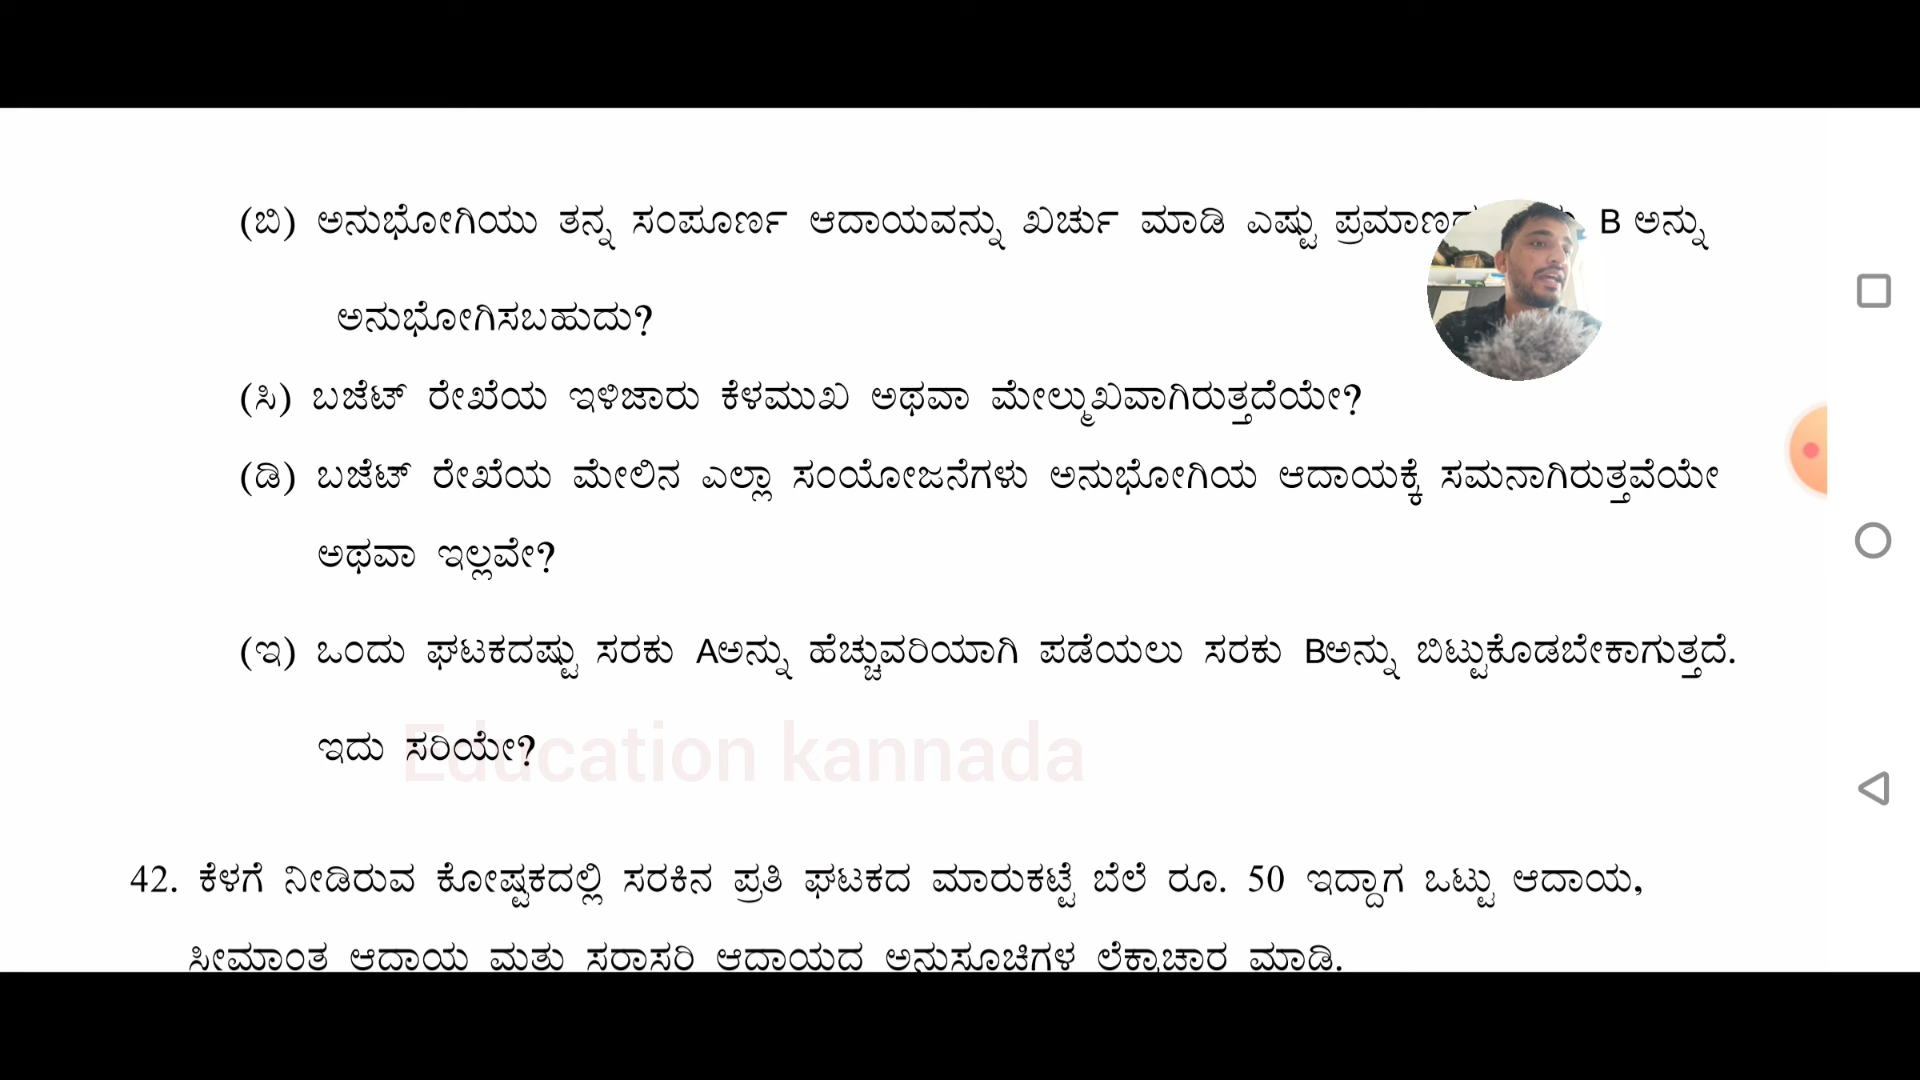 (ಬಿ) ಅನುಭೋಗಿಯು ತನ್ನ ಸಂಪೂರ್ಣ ಆದಾಯವನ್ನು ಖರ್ಚು ಮಾಡಿ ಎಷ್ಟು B ಅನ್ನು
ಅನುಭೋಗಿಸಬಹುದು?
(ಸಿ) ಬಜೆಟ್ ರೇಖೆಯ ಇಳಿಜಾರು ಕೆಳಮುಖ ಅಥವಾ ಮೇಲ್ಮುಖವಾಗಿರುತ್ತದೆಯೇ?
(ಡಿ) ಬಜೆಟ್ ರೇಖೆಯ ಮೇಲಿನ ಎಲ್ಲಾ ಸಂಯೋಜನೆಗಳು ಅನುಭೋಗಿಯ ಆದಾಯಕ್ಕೆ ಸಮನಾಗಿರುತ್ತವೆಯೇ
ಅಥವಾ ಇಲ್ಲವೇ?
(ಇ) ಒಂದು ಘಟಕದಷ್ಟು ಸರಕು Aಅನ್ನು ಹೆಚ್ಚುವರಿಯಾಗಿ ಪಡೆಯಲು ಸರಕು Bಅನ್ನು ಬಿಟ್ಟುಕೊಡಬೇಕಾಗುತ್ತದೆ.
ಇದು ಸರಿಯೇ?
Education kannada
42. ಕೆಳಗೆ ನೀಡಿರುವ ಕೋಷ್ಟಕದಲ್ಲಿ ಸರಕಿನ ಪ್ರತಿ ಘಟಕದ ಮಾರುಕಟ್ಟೆ ಬೆಲೆ ರೂ. 50 ಇದ್ದಾಗ ಒಟ್ಟು ಆದಾಯ,
ಸೀಮಾಂತ ಆದಾಯ ಮತ್ತು ಸರಾಸರಿ ಆದಾಯದ ಅನುಸೂಚಿಗಳ ಲೆಕ್ಕಾಚಾರ ಮಾಡಿ.